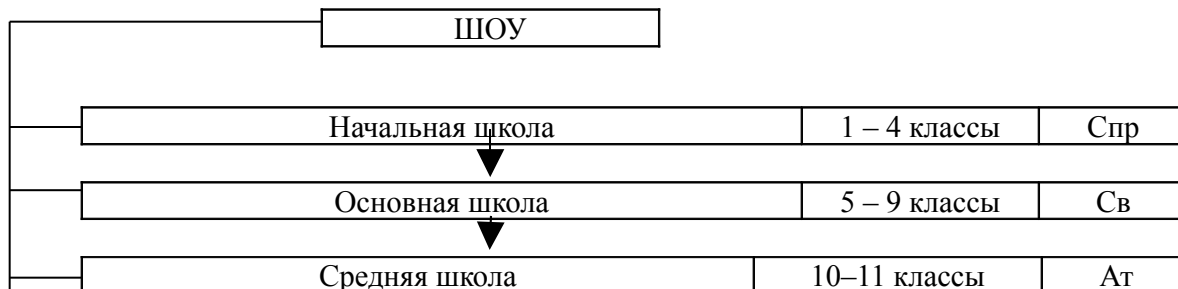 ШОУ
Начальная школа 1 – 4 классы Спр
Основная школа 5 – 9 классы Св
Средняя школа 10–11 классы Ат